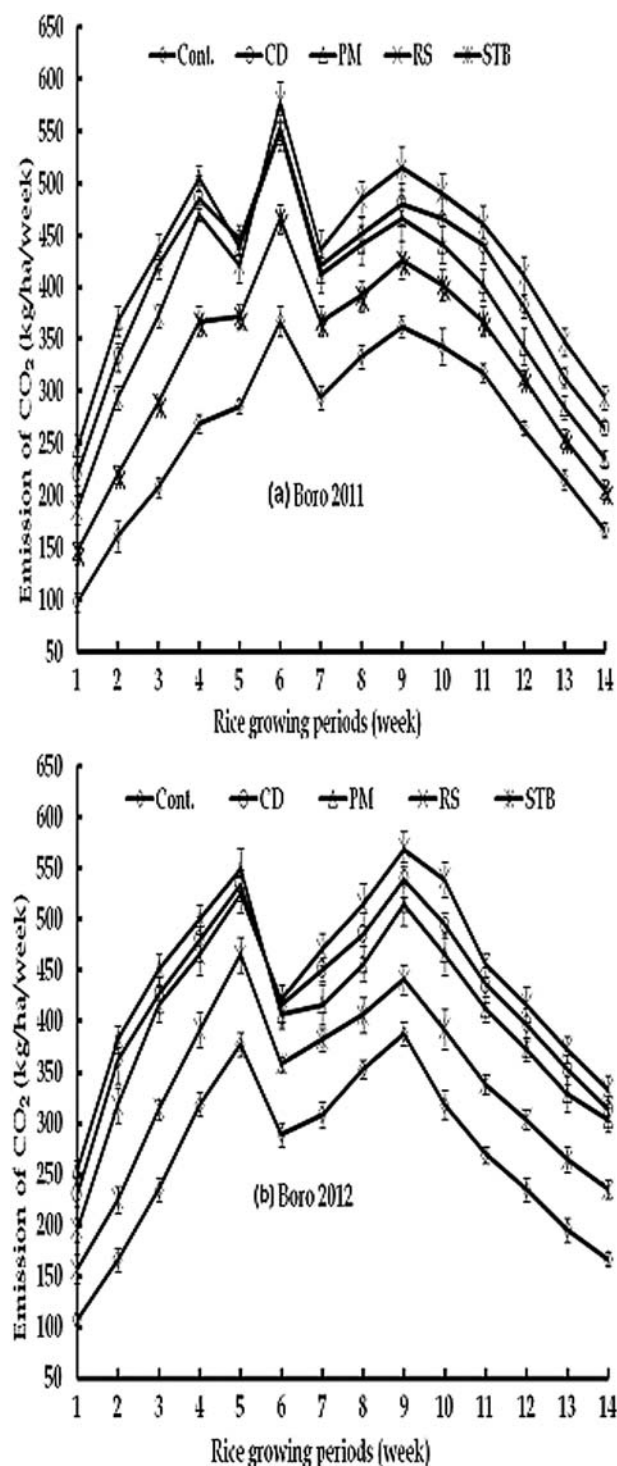 Emission of CO₂ (kg/ha/week)
650
600
550
500
450
400
350
300
250
200
150
100
50
Cont. CD PM RS STB
(a) Boro 2011
1 2 3 4 5 6 7 8 9 10 11 12 13 14
Rice growing periods (week)
Emission of CO₂ (kg/ha/week)
650
600
550
500
450
400
350
300
250
200
150
100
50
Cont. CD PM RS STB
(b) Boro 2012
1 2 3 4 5 6 7 8 9 10 11 12 13 14
Rice growing periods (week)